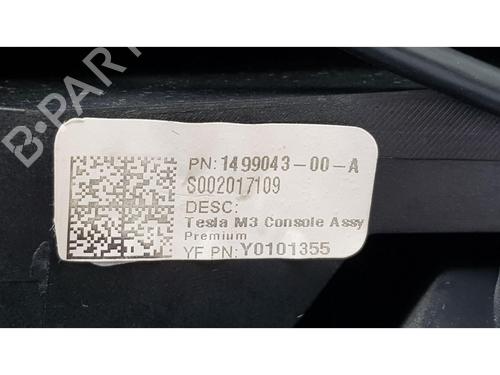 B-PARTS
PN: 1499043-00-A
S002017109
DESC:
Tesla M3 Console Assy
Premium
YF PN: Y0101355